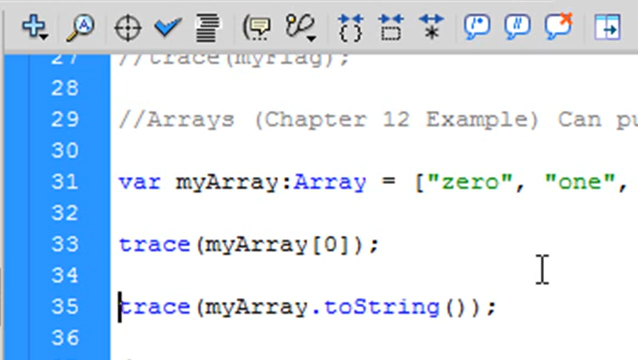 27 //trace(myFlag);
28
29 //Arrays (Chapter 12 Example) Can pu
30
31 var myArray:Array = ["zero", "one",
32
33 trace(myArray[0]);
34
35 trace(myArray.toString());
36